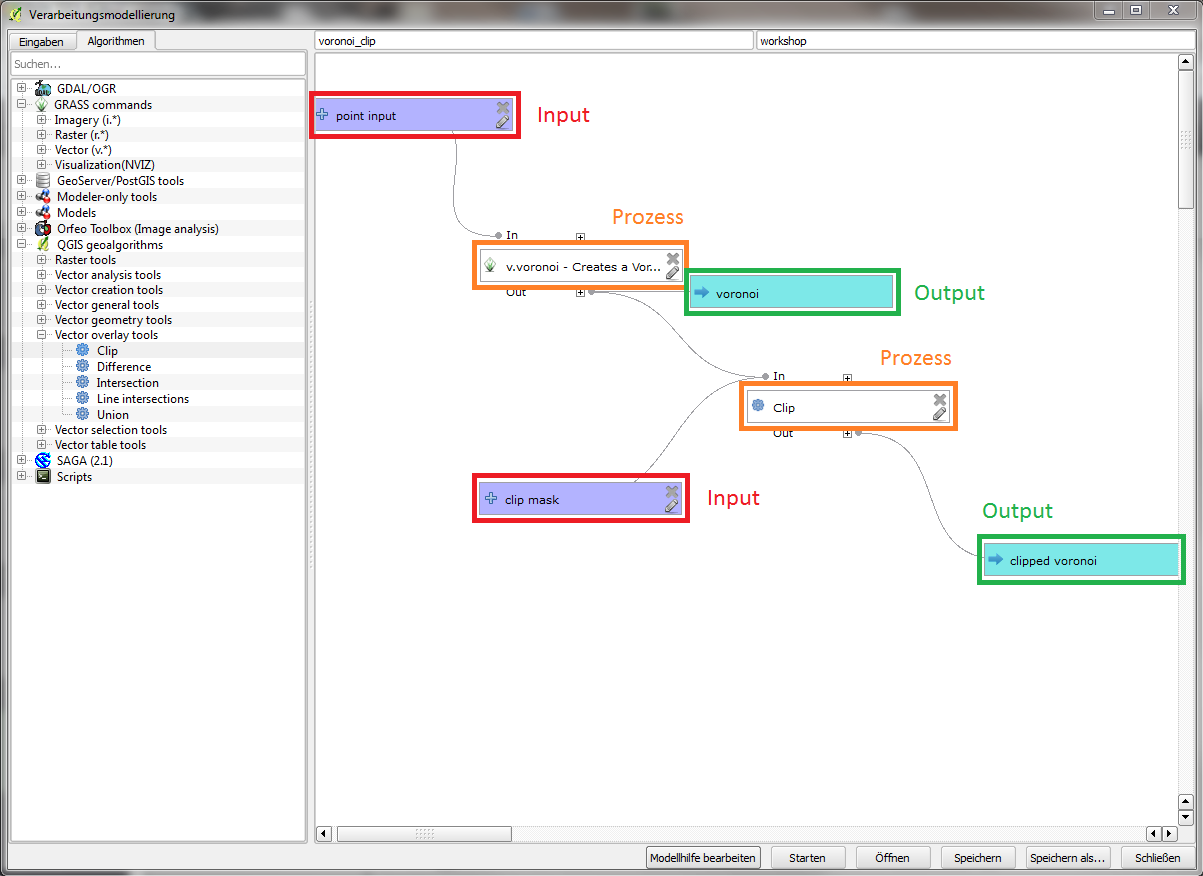 Verarbeitungsmodellierung
Eingaben
Algorithmen
Suchen...
GDAL/OGR
GRASS commands
Imagery (i.*)
Raster (r.*)
Vector (v.*)
Visualization(NVIZ)
GeoServer/PostGIS tools
Modeler-only tools
Models
Orfeo Toolbox (Image analysis)
QGIS geoalgorithms
Raster tools
Vector analysis tools
Vector creation tools
Vector general tools
Vector geometry tools
Vector overlay tools
Clip
Difference
Intersection
Line intersections
Union
Vector selection tools
Vector table tools
SAGA (2.1)
Scripts
voronoi_clip
workshop
point input
Input
Prozess
In
v.voronoi - Creates a Vor...
Out
voronoi
Output
Prozess
In
Clip
Out
clip mask
Input
Output
clipped voronoi
Modellhilfe bearbeiten
Starten
Öffnen
Speichern
Speichern als...
Schließen